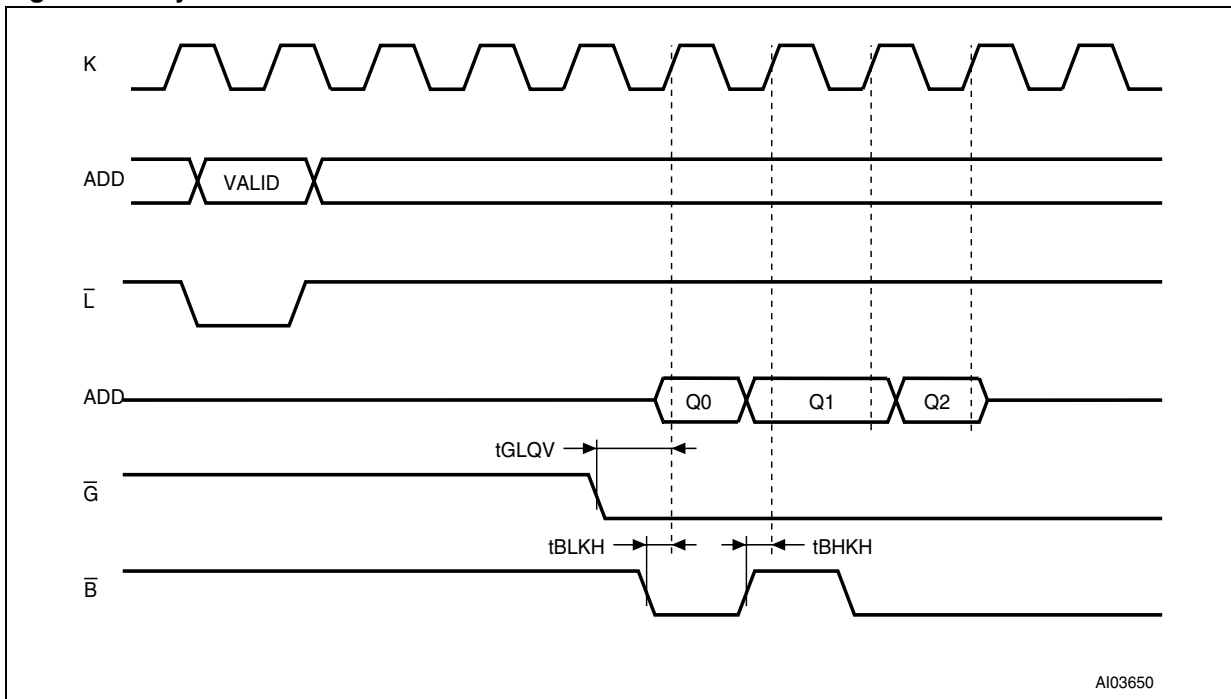 K
ADD
VALID
L̅
ADD
Q0
Q1
Q2
tGLQV
G̅
tBLKH
tBHKH
B̅
AI03650